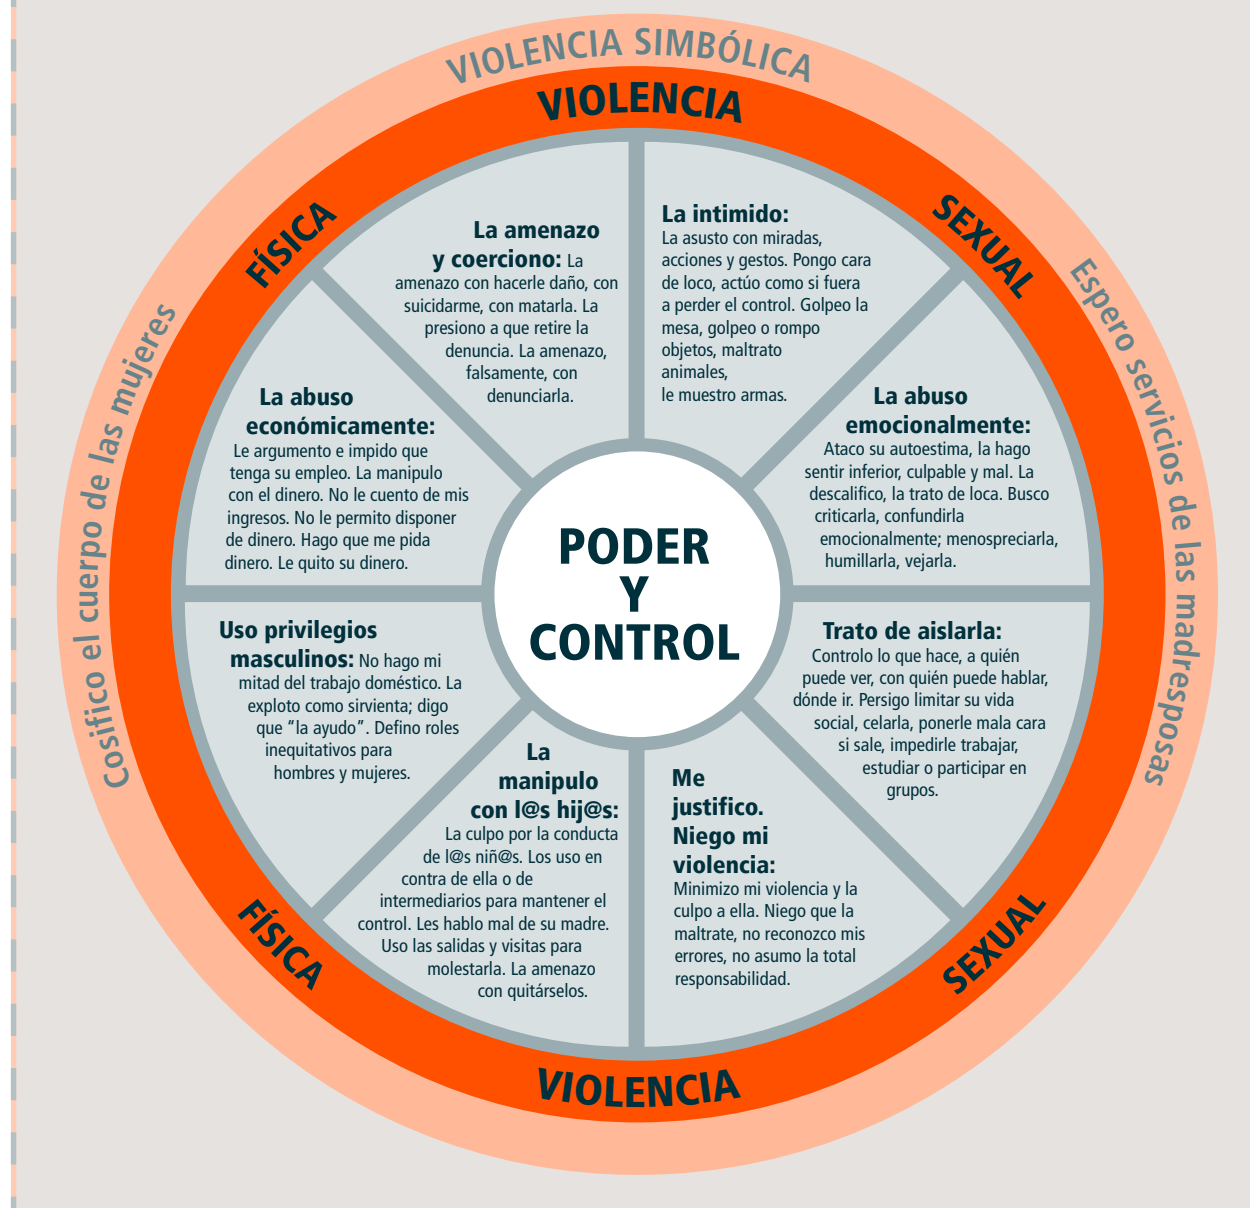 VIOLENCIA SIMBÓLICA
VIOLENCIA
FÍSICA
SEXUAL
Cosifico el cuerpo de las mujeres
Espero servicios de las madresposas
La amenazo
y coerciono: La
amenazo con hacerle daño, con
suicidarme, con matarla. La
presiono a que retire la
denuncia. La amenazo,
falsamente, con
denunciarla.
La intimido:
La asusto con miradas,
acciones y gestos. Pongo cara
de loco, actúo como si fuera
a perder el control. Golpeo la
mesa, golpeo o rompo
objetos, maltrato
animales,
le muestro armas.
La abuso
económicamente:
Le argumento e impido que
tenga su empleo. La manipulo
con el dinero. No le cuento de mis
ingresos. No le permito disponer
de dinero. Hago que me pida
dinero. Le quito su dinero.
La abuso
emocionalmente:
Ataco su autoestima, la hago
sentir inferior, culpable y mal. La
descalifico, la trato de loca. Busco
criticarla, confundirla
emocionalmente; menospreciarla,
humillarla, vejarla.
PODER
Y
CONTROL
Uso privilegios
masculinos: No hago mi
mitad del trabajo doméstico. La
exploto como sirvienta; digo
que “la ayudo”. Defino roles
inequitativos para
hombres y mujeres.
Trato de aislarla:
Controlo lo que hace, a quién
puede ver, con quién puede hablar,
dónde ir. Persigo limitar su vida
social, celarla, ponerle mala cara
si sale, impedirle trabajar,
estudiar o participar en
grupos.
La
manipulo
con l@s hij@s:
La culpo por la conducta
de l@s niñ@s. Los uso en
contra de ella o de
intermediarios para mantener el
control. Les hablo mal de su madre.
Uso las salidas y visitas para
molestarla. La amenazo
con quitárselos.
Me
justifico.
Niego mi
violencia:
Minimizo mi violencia y la
culpo a ella. Niego que la
maltrate, no reconozco mis
errores, no asumo la total
responsabilidad.
FÍSICA
SEXUAL
VIOLENCIA